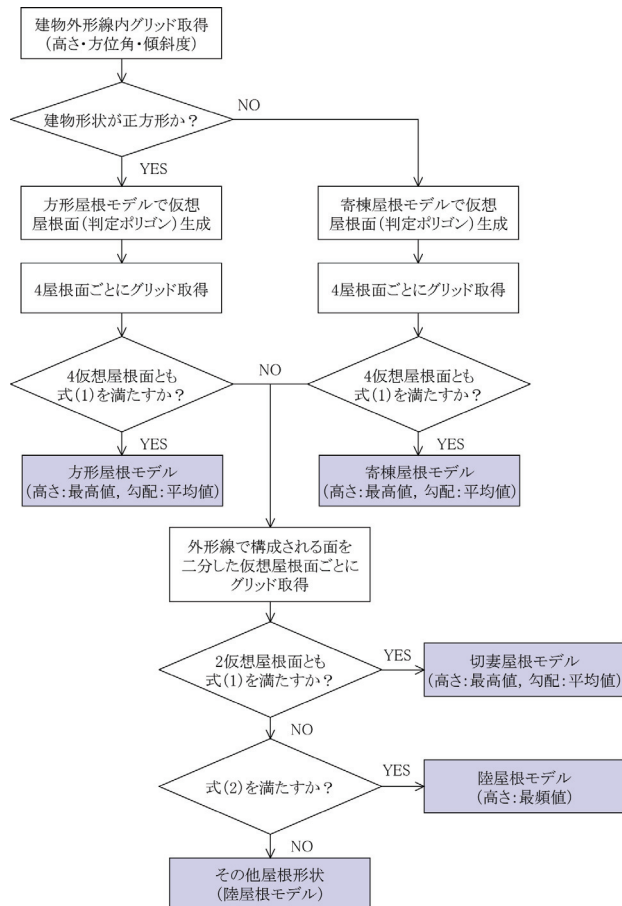 建物外形線内グリッド取得
(高さ・方位角・傾斜度)
建物形状が正方形か?
NO
YES
方形屋根モデルで仮想
屋根面(判定ポリゴン)生成
寄棟屋根モデルで仮想
屋根面(判定ポリゴン)生成
4屋根面ごとにグリッド取得
4屋根面ごとにグリッド取得
4仮想屋根面とも
式(1)を満たすか?
NO
4仮想屋根面とも
式(1)を満たすか?
YES
YES
方形屋根モデル
(高さ:最高値, 勾配:平均値)
寄棟屋根モデル
(高さ:最高値, 勾配:平均値)
外形線で構成される面を
二分した仮想屋根面ごとに
グリッド取得
2仮想屋根面とも
式(1)を満たすか?
YES
切妻屋根モデル
(高さ:最高値, 勾配:平均値)
NO
式(2)を満たすか?
YES
陸屋根モデル
(高さ:最頻値)
NO
その他屋根形状
(陸屋根モデル)